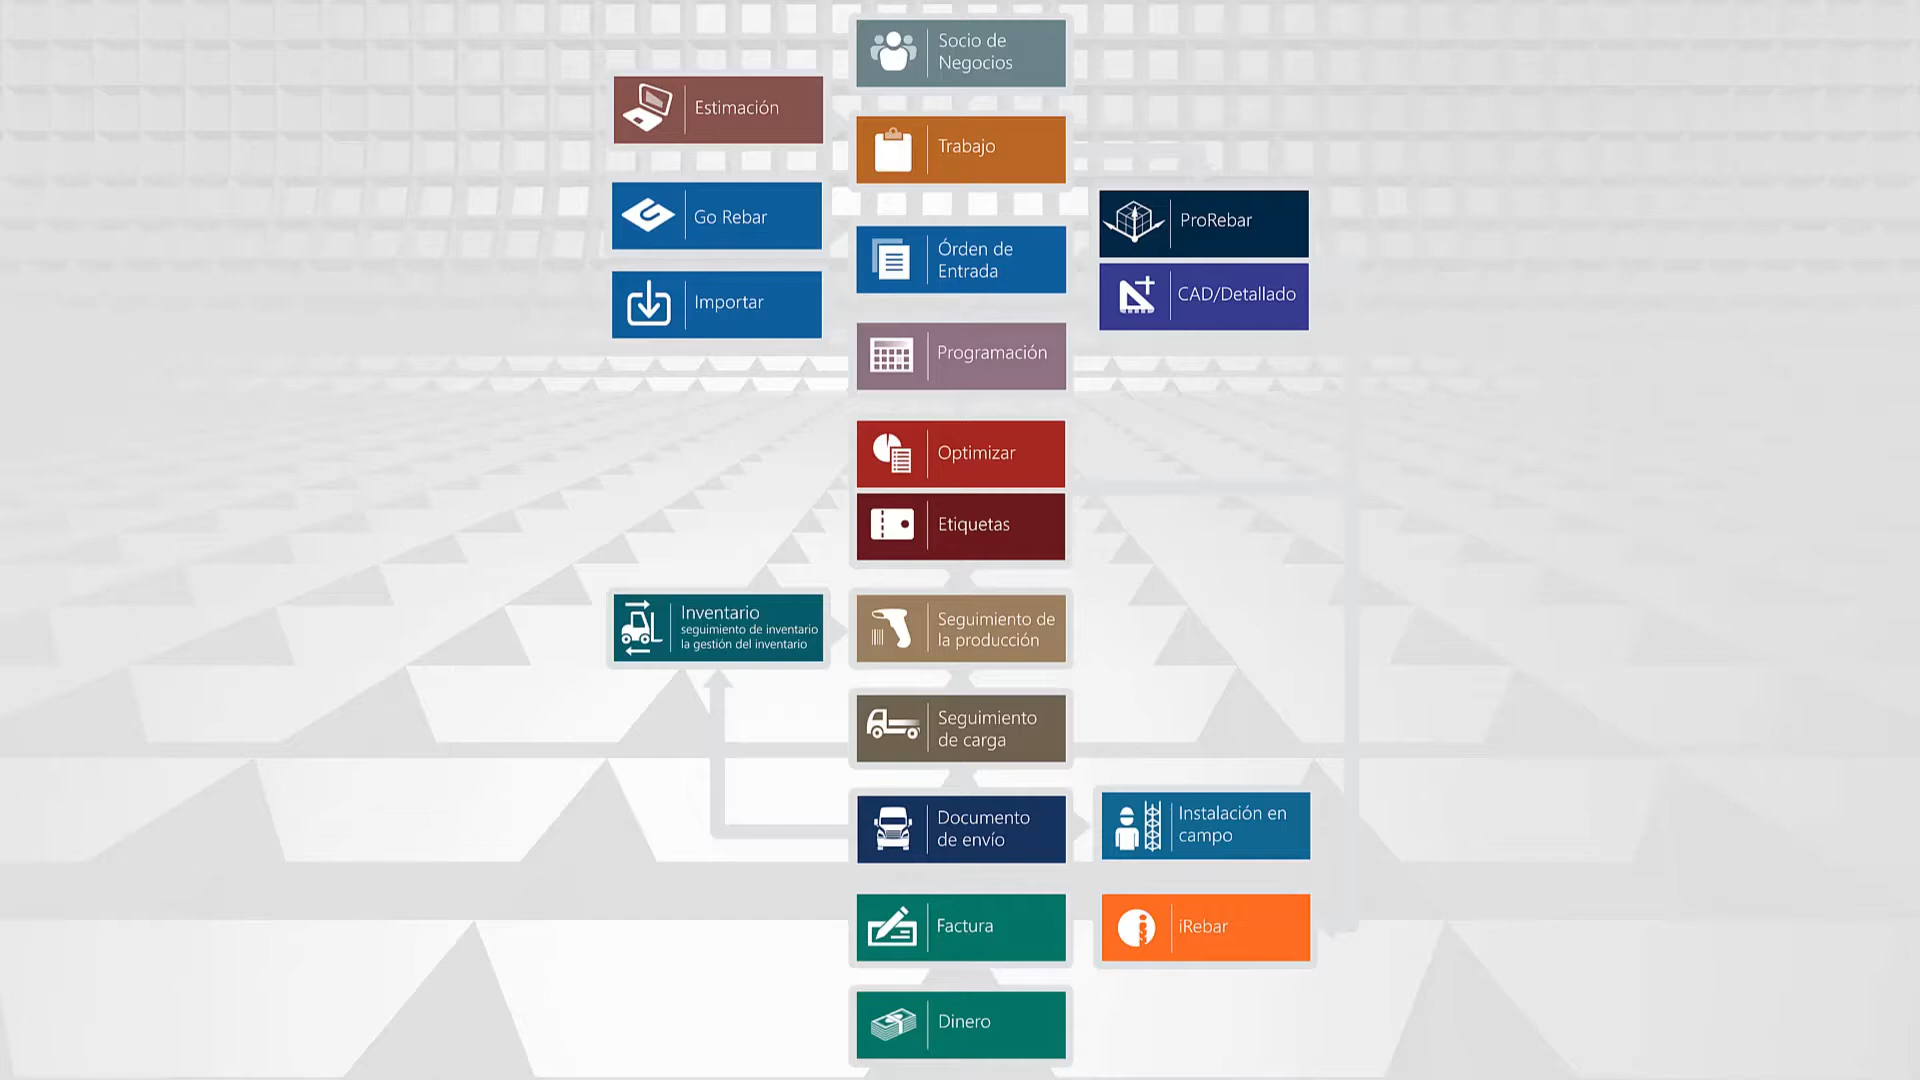 Socio de
Negocios
Estimación
Trabajo
Go Rebar
ProRebar
Órden de
Entrada
Importar
CAD/Detallado
Programación
Optimizar
Etiquetas
Inventario
seguimiento de inventario
la gestión del inventario
Seguimiento de
la producción
Seguimiento
de carga
Documento
de envío
Instalación en
campo
Factura
iRebar
Dinero